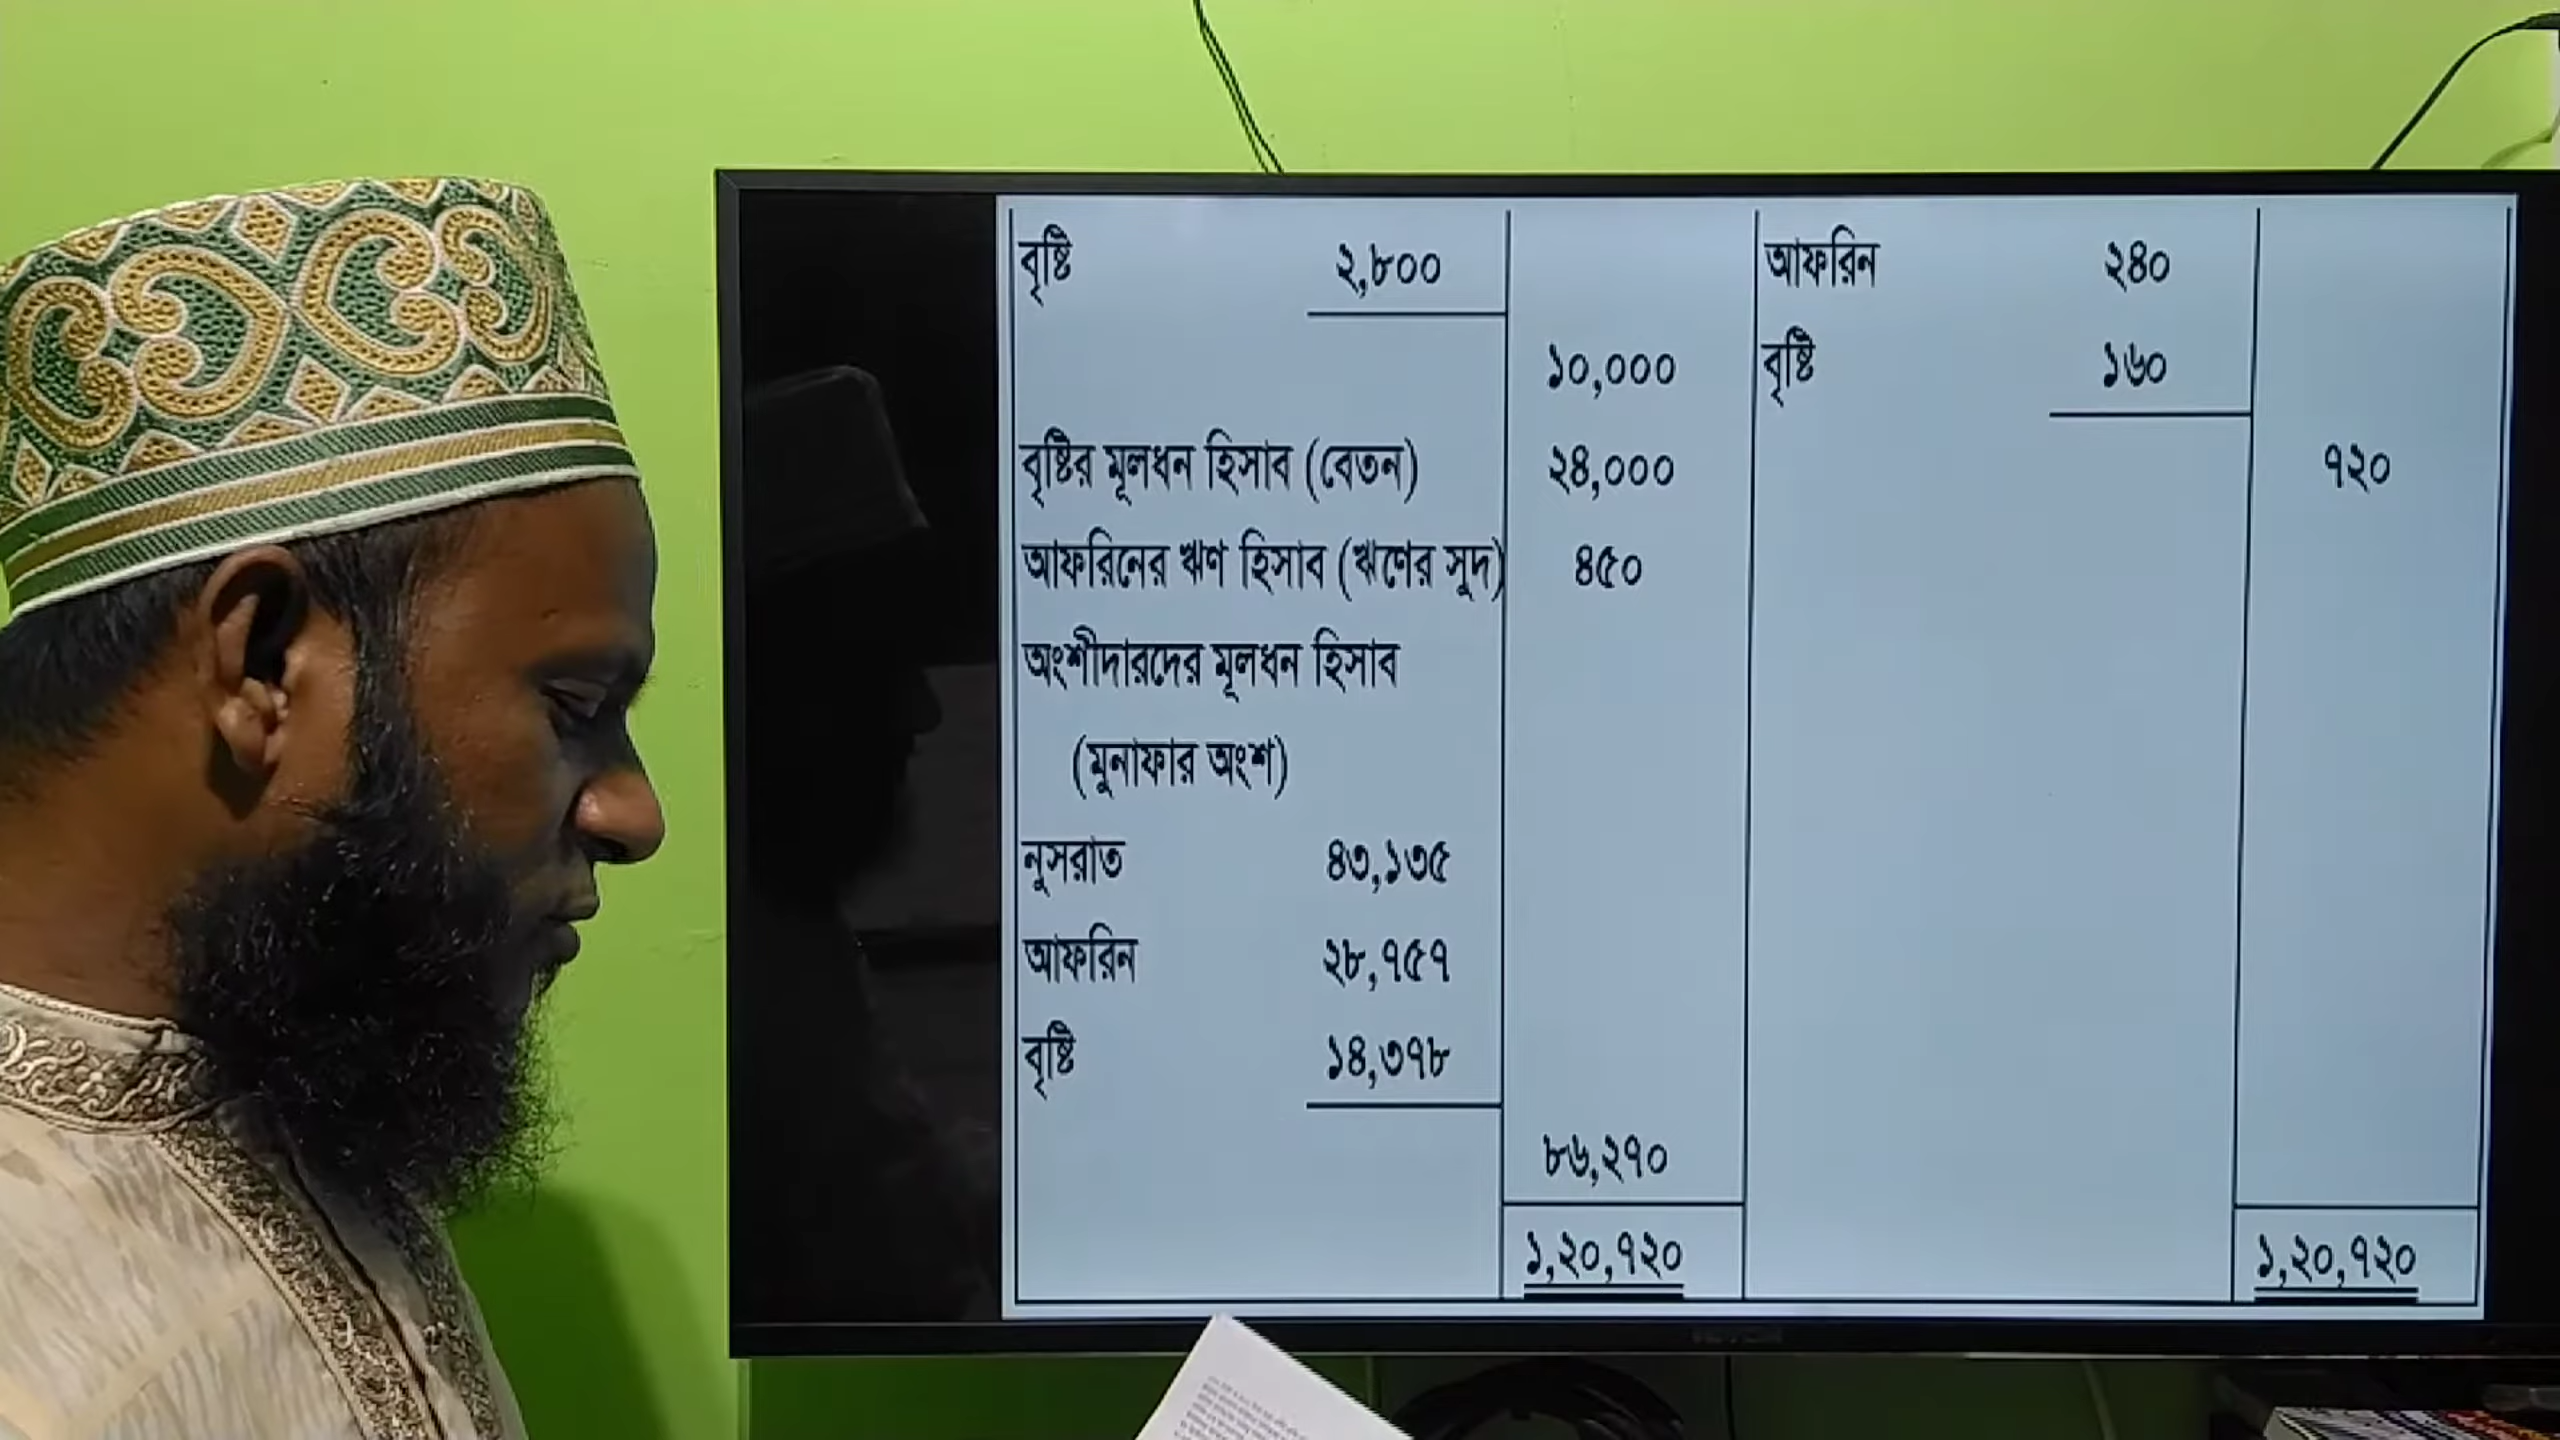 বৃষ্টি ২,৮০০ আফরিন ২৪০
১০,০০০ বৃষ্টি ১৬০
বৃষ্টির মূলধন হিসাব (বেতন) ২৪,০০০ ৭২০
আফরিনের ঋণ হিসাব (ঋণের সুদ) ৪৫০
অংশীদারদের মূলধন হিসাব
(মুনাফার অংশ)
নুসরাত ৪৩,১৩৫
আফরিন ২৮,৭৫৭
বৃষ্টি ১৪,৩৭৮
৮৬,২৭০
১,২০,৭২০ ১,২০,৭২০